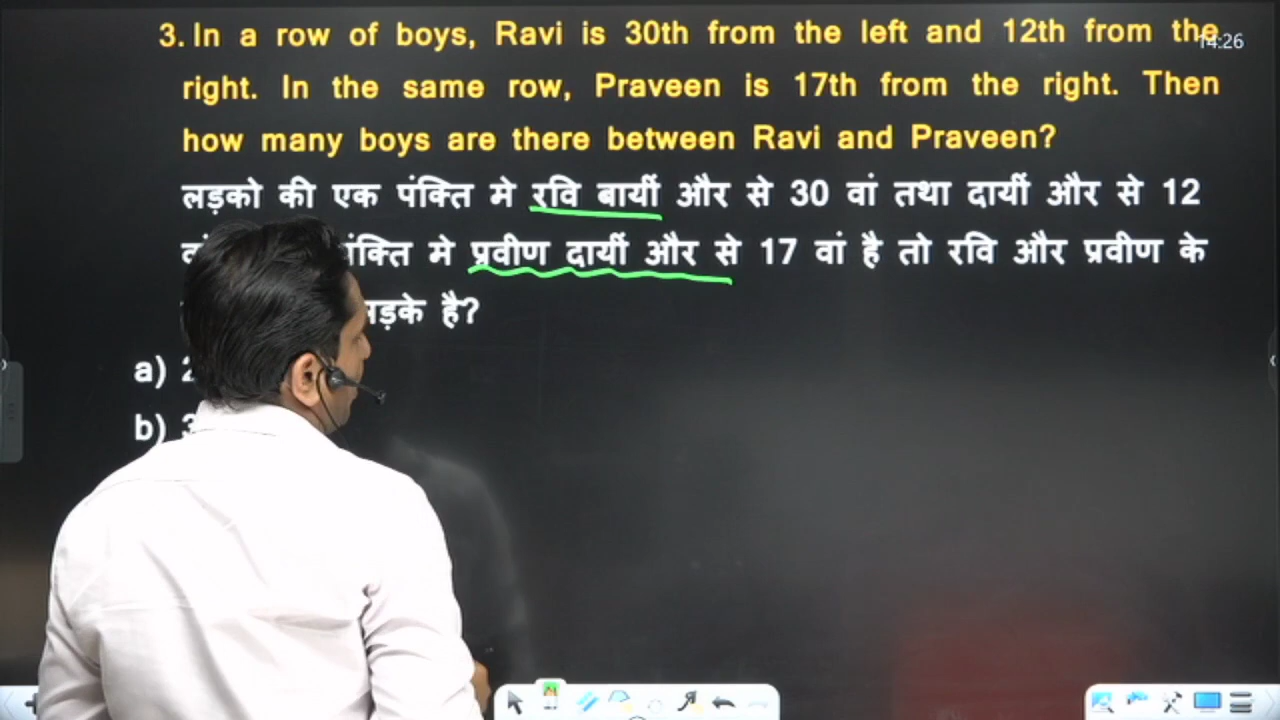 3. In a row of boys, Ravi is 30th from the left and 12th from the
14:26
right. In the same row, Praveen is 17th from the right. Then
how many boys are there between Ravi and Praveen?
लड़को की एक पंक्ति मे रवि बायीं और से 30 वां तथा दायीं और से 12
मे प्रवीण दायीं और से 17 वां है तो रवि और प्रवीण के
है?
a)
b)